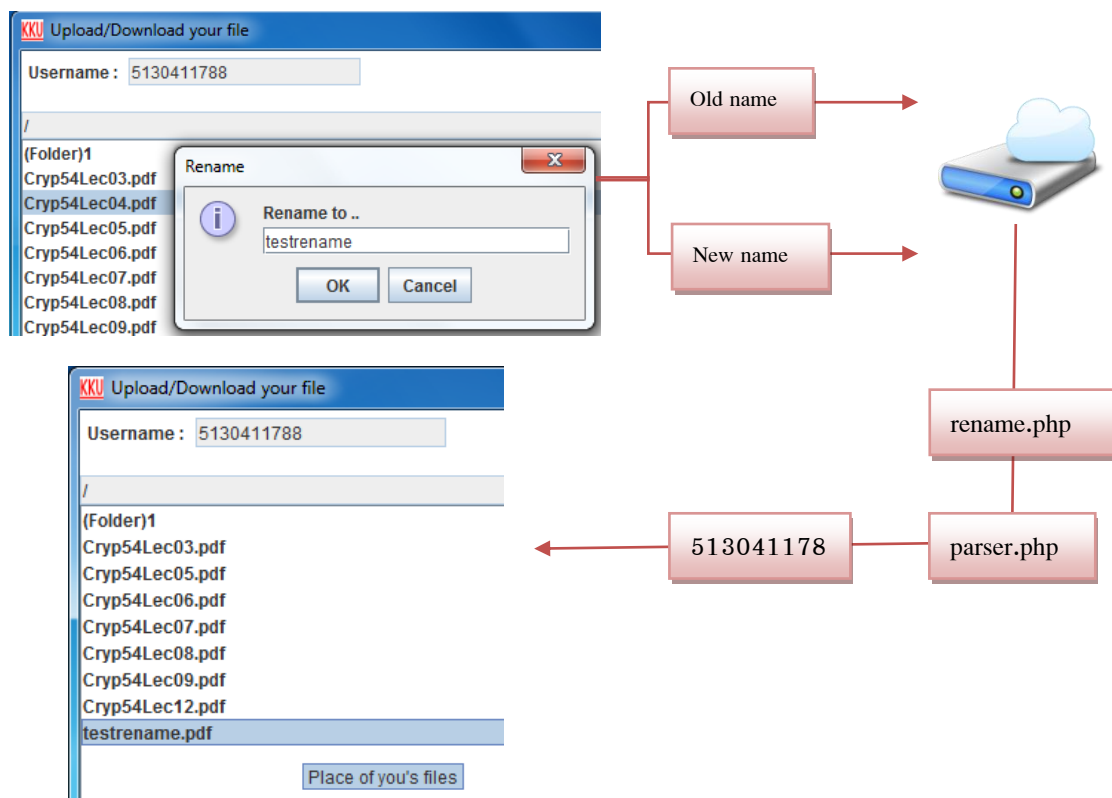 KKU Upload/Download your file
Username : 5130411788
/
(Folder)1
Cryp54Lec03.pdf
Cryp54Lec04.pdf
Cryp54Lec05.pdf
Cryp54Lec06.pdf
Cryp54Lec07.pdf
Cryp54Lec08.pdf
Cryp54Lec09.pdf
Rename
Rename to ..
testrename
OK Cancel
Old name
New name
rename.php
parser.php
513041178
KKU Upload/Download your file
Username : 5130411788
/
(Folder)1
Cryp54Lec03.pdf
Cryp54Lec05.pdf
Cryp54Lec06.pdf
Cryp54Lec07.pdf
Cryp54Lec08.pdf
Cryp54Lec09.pdf
Cryp54Lec12.pdf
testrename.pdf
Place of you's files